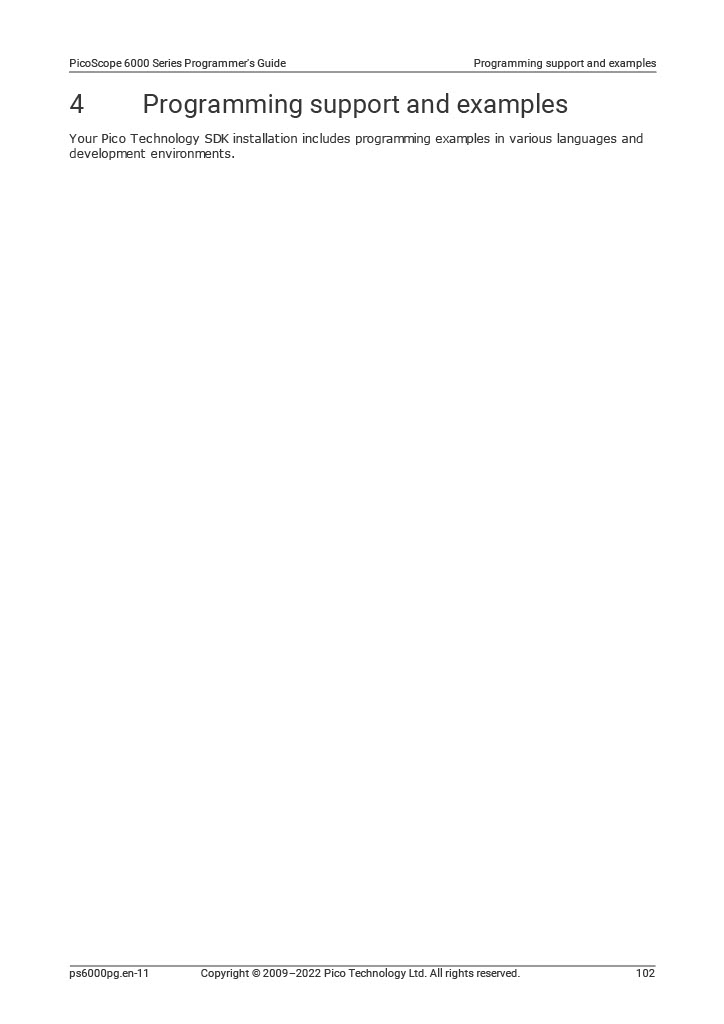 PicoScope 6000 Series Programmer's Guide Programming support and examples
4 Programming support and examples
Your Pico Technology SDK installation includes programming examples in various languages and
development environments.
ps6000pg.en-11 Copyright © 2009–2022 Pico Technology Ltd. All rights reserved. 102